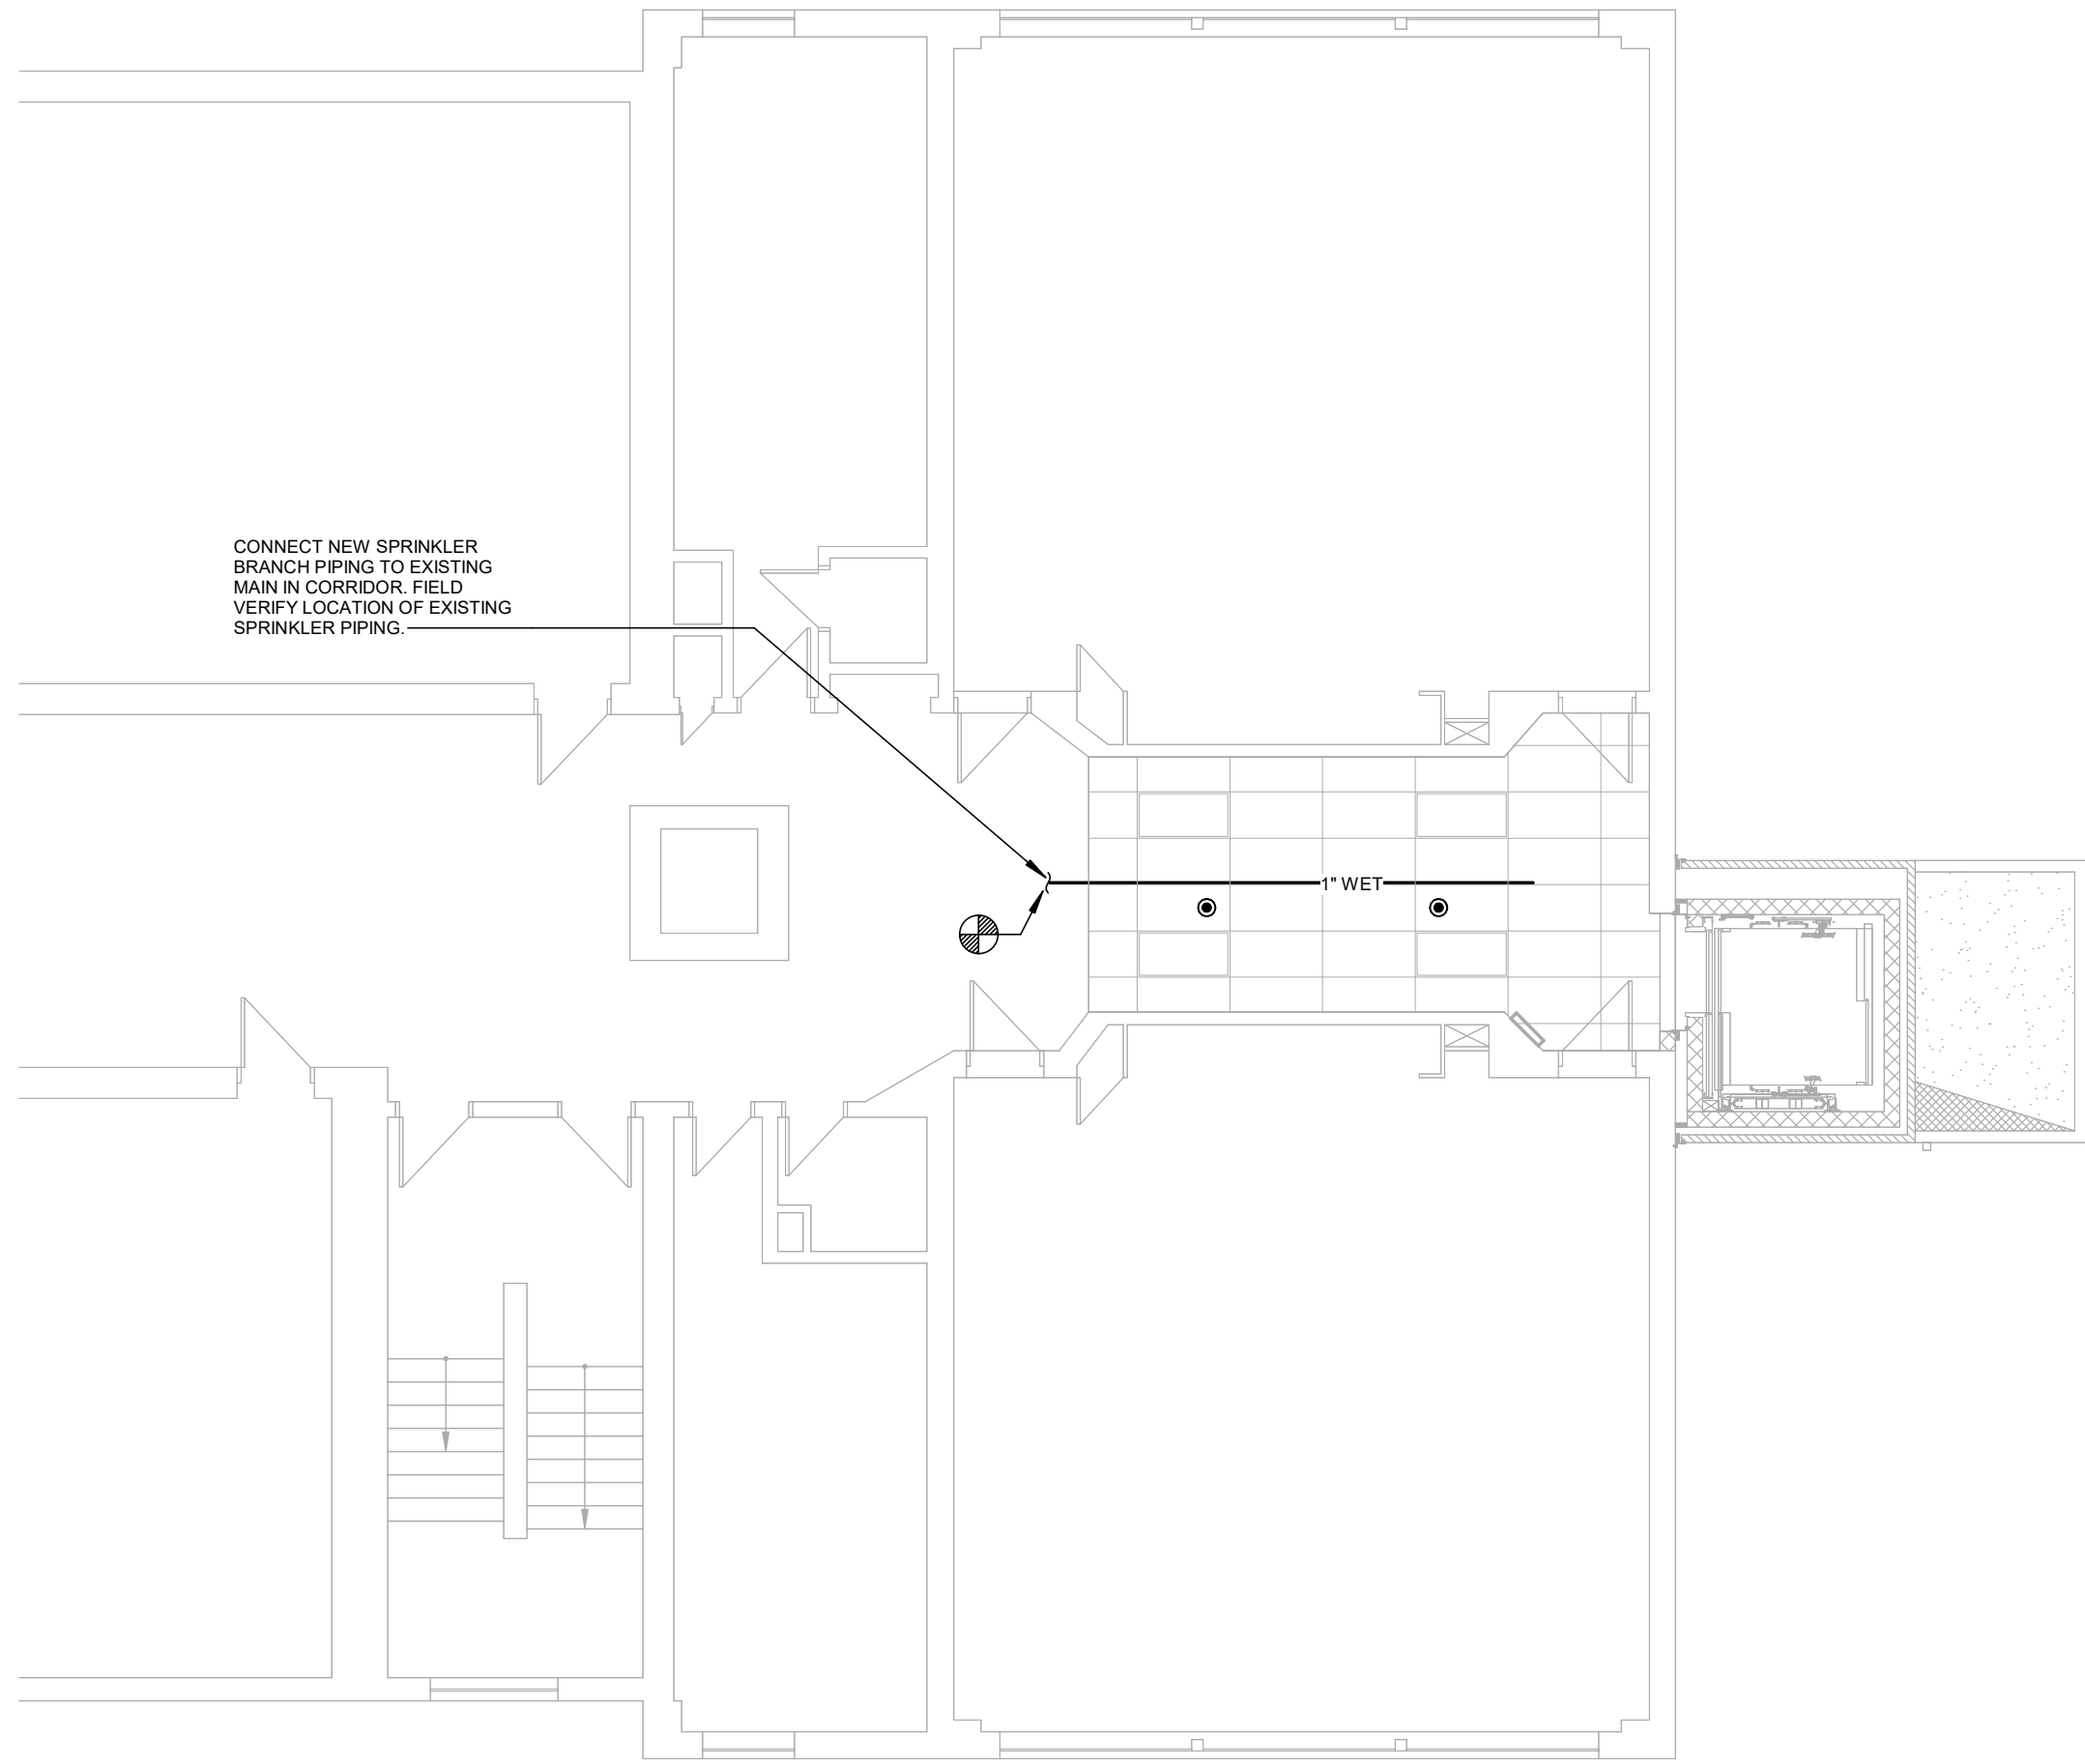 CONNECT NEW SPRINKLER
BRANCH PIPING TO EXISTING
MAIN IN CORRIDOR. FIELD
VERIFY LOCATION OF EXISTING
SPRINKLER PIPING.
1" WET